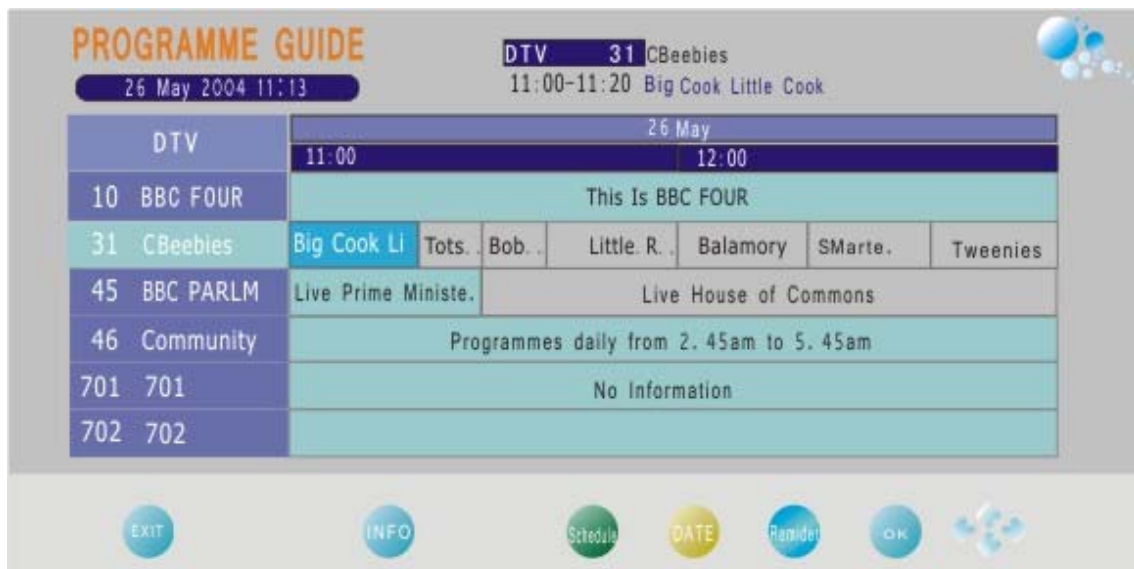 PROGRAMME GUIDE
DTV 31 CBeebies
26 May 2004 11:13
11:00-11:20 Big Cook Little Cook
DTV
26 May
11:00 12:00
10 BBC FOUR This Is BBC FOUR
31 CBeebies Big Cook Li Tots. . Bob. . Little. R. . Balamory SMarte. Tweenies
45 BBC PARLM Live Prime Ministe. Live House of Commons
46 Community Programmes daily from 2. 45am to 5. 45am
701 701 No Information
702 702
EXIT INFO Schedule DATE Remider OK